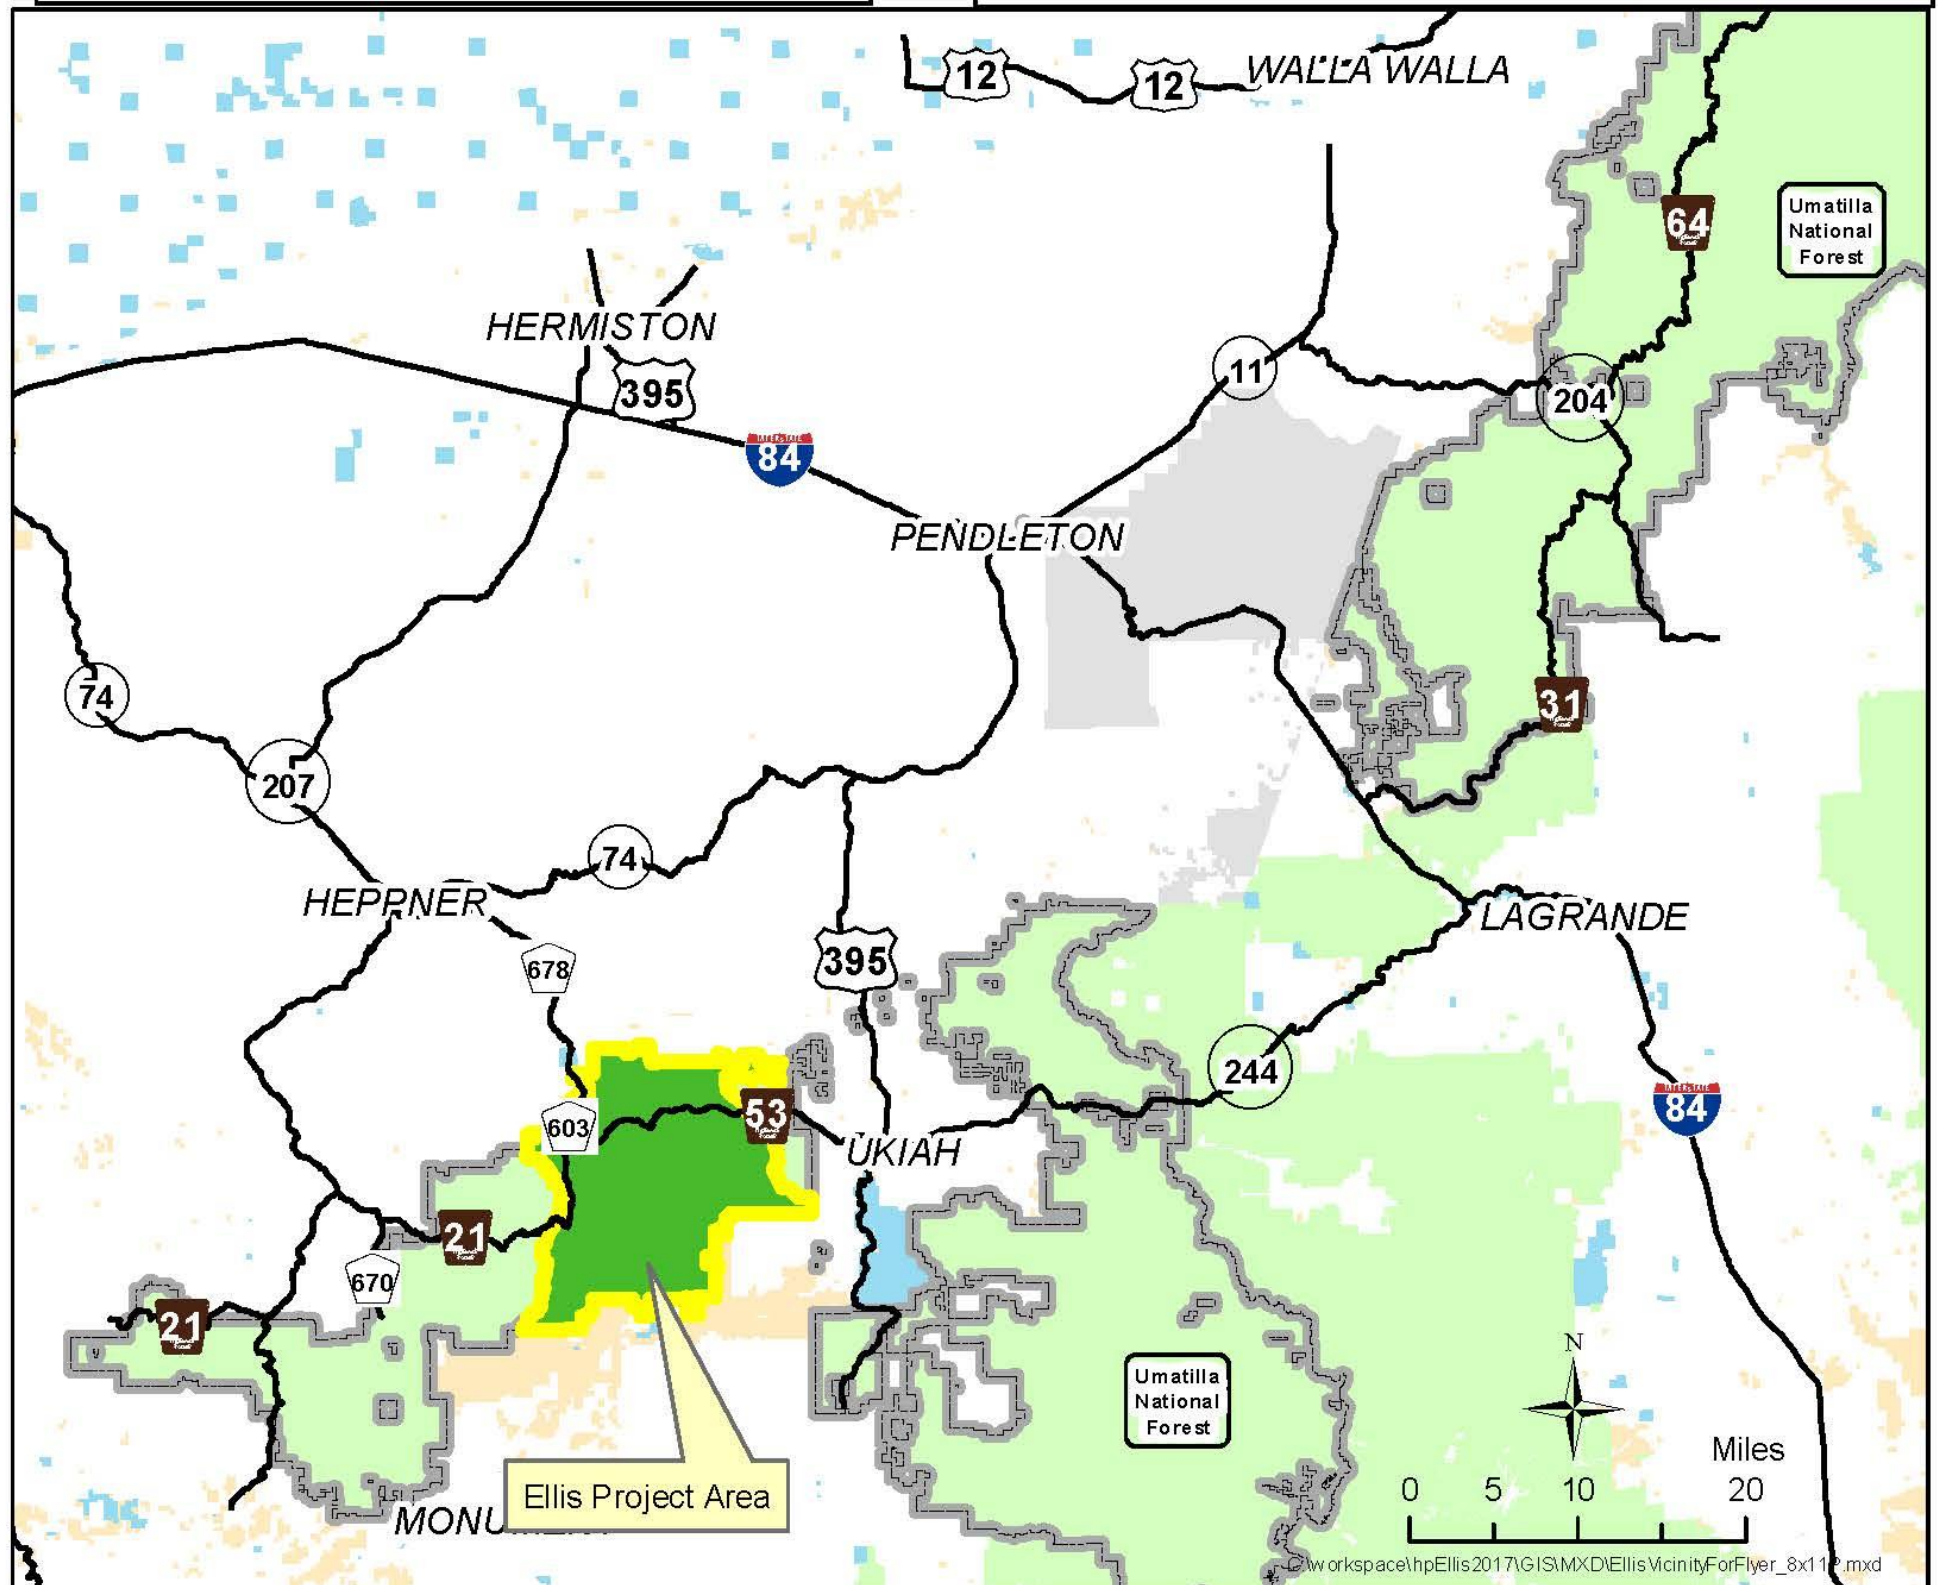 12
12
WALLA WALLA
64
Umatilla
National
Forest
HERMISTON
395
11
204
INTERSTATE
84
PENDLETON
74
31
207
74
HEPPNER
LAGRANDE
678
395
244
INTERSTATE
84
53
603
UKIAH
21
670
21
Umatilla
National
Forest
N
Miles
0 5 10 20
Ellis Project Area